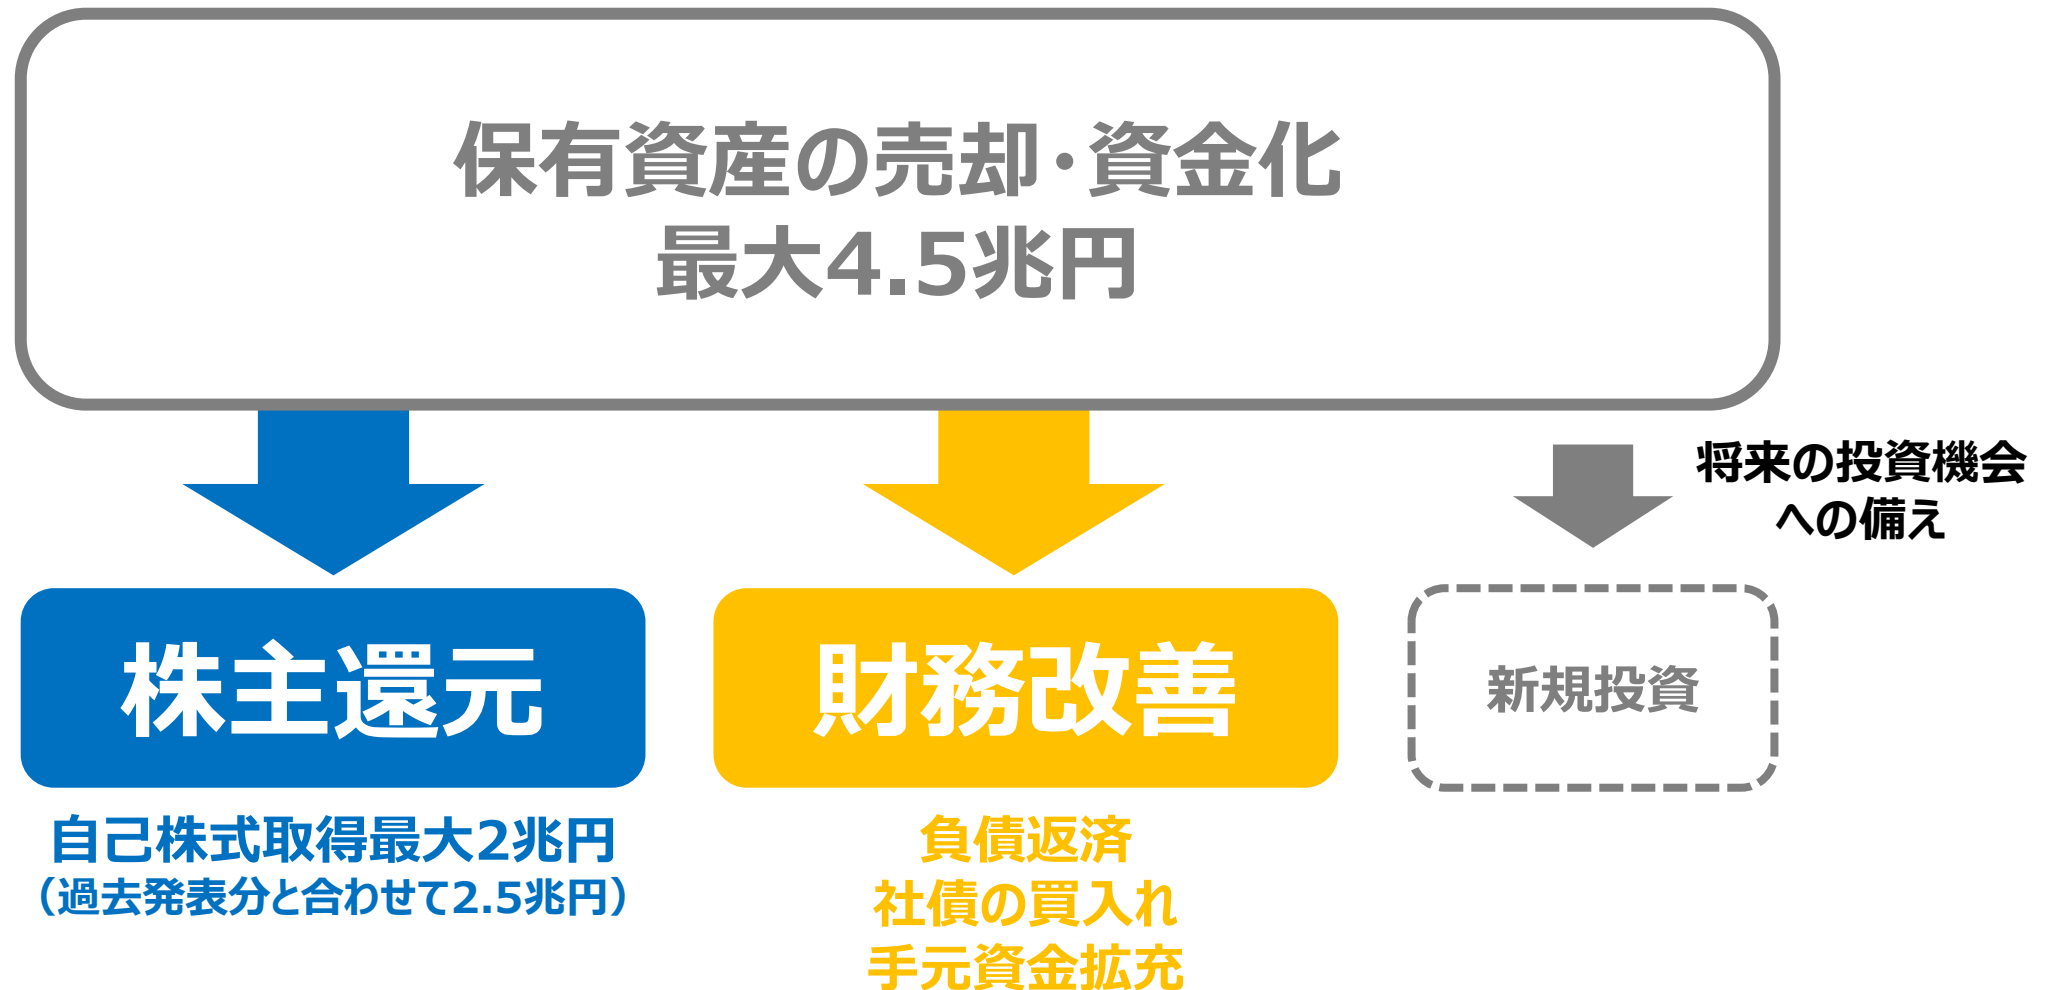 保有資産の売却・資金化
最大4.5兆円
将来の投資機会
への備え
株主還元
財務改善
新規投資
自己株式取得最大2兆円
（過去発表分と合わせて2.5兆円）
負債返済
社債の買入れ
手元資金拡充